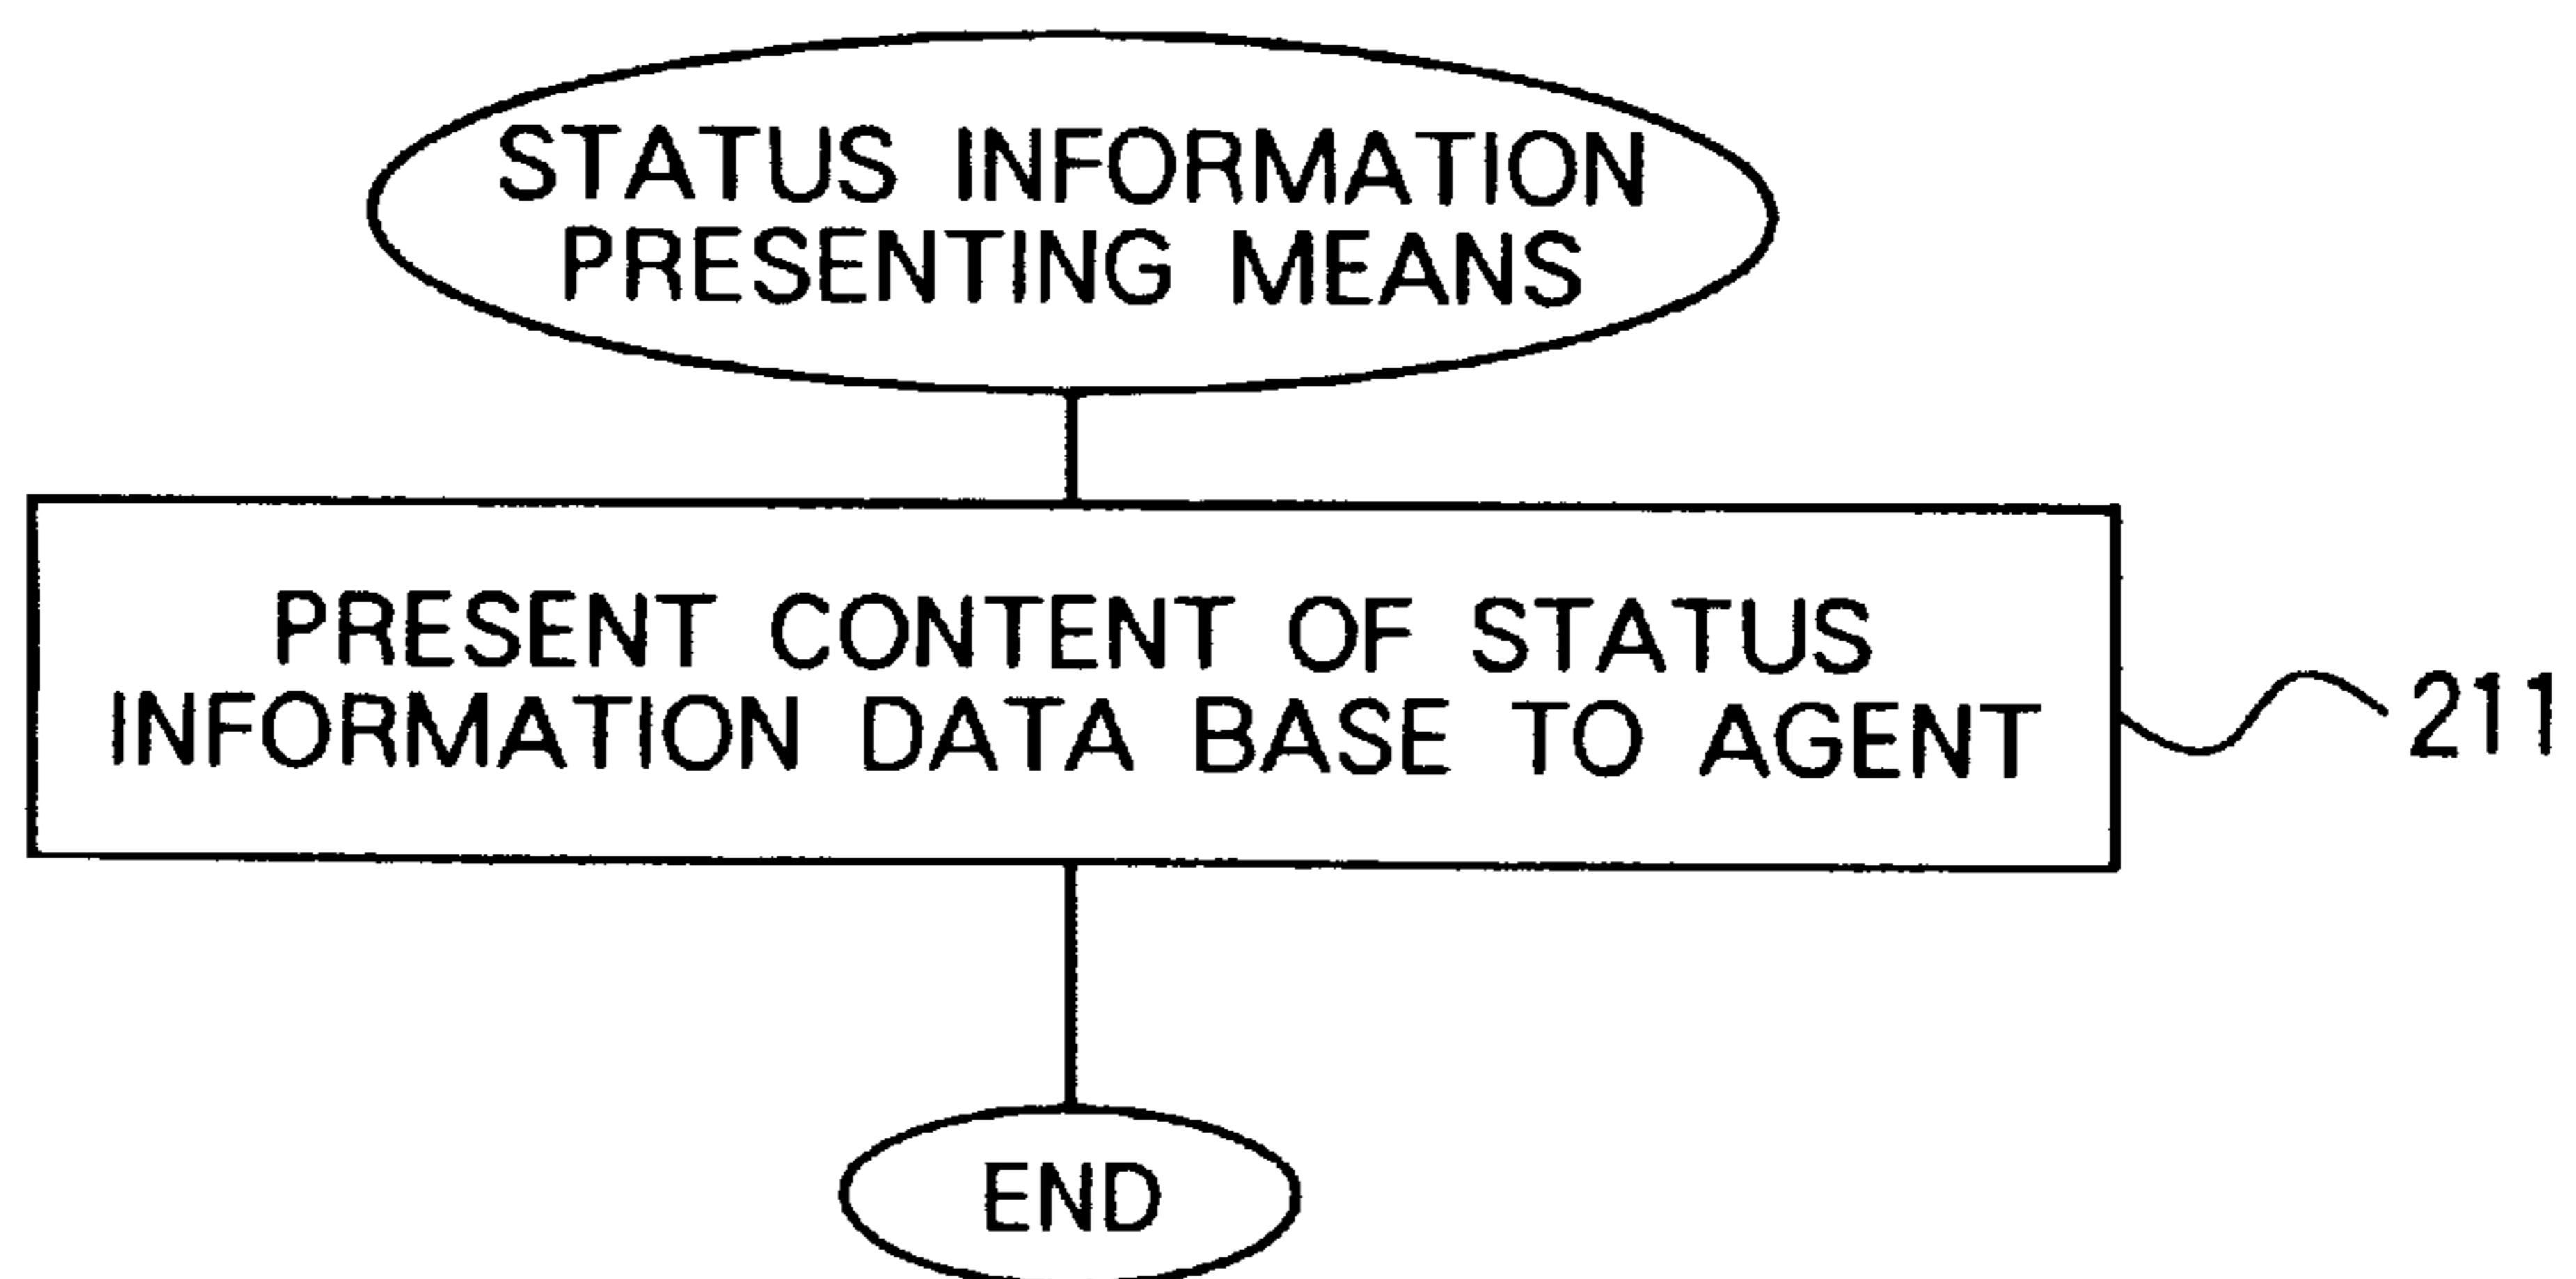 STATUS INFORMATION
PRESENTING MEANS
PRESENT CONTENT OF STATUS
INFORMATION DATA BASE TO AGENT
211
END